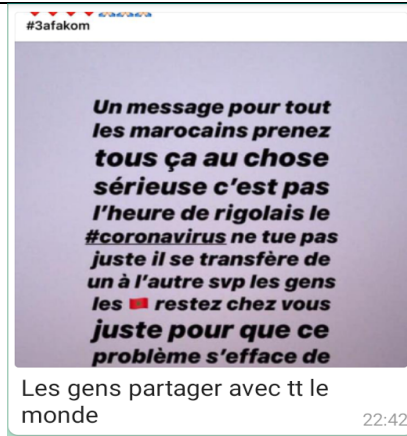 #3afakom
Un message pour tout
les marocains prenez
tous ça au chose
sérieuse c'est pas
l'heure de rigolais le
#coronavirus ne tue pas
juste il se transfère de
un à l'autre svp les gens
les 🇲🇦 restez chez vous
juste pour que ce
problème s'efface de
Les gens partager avec tt le
monde
22:42